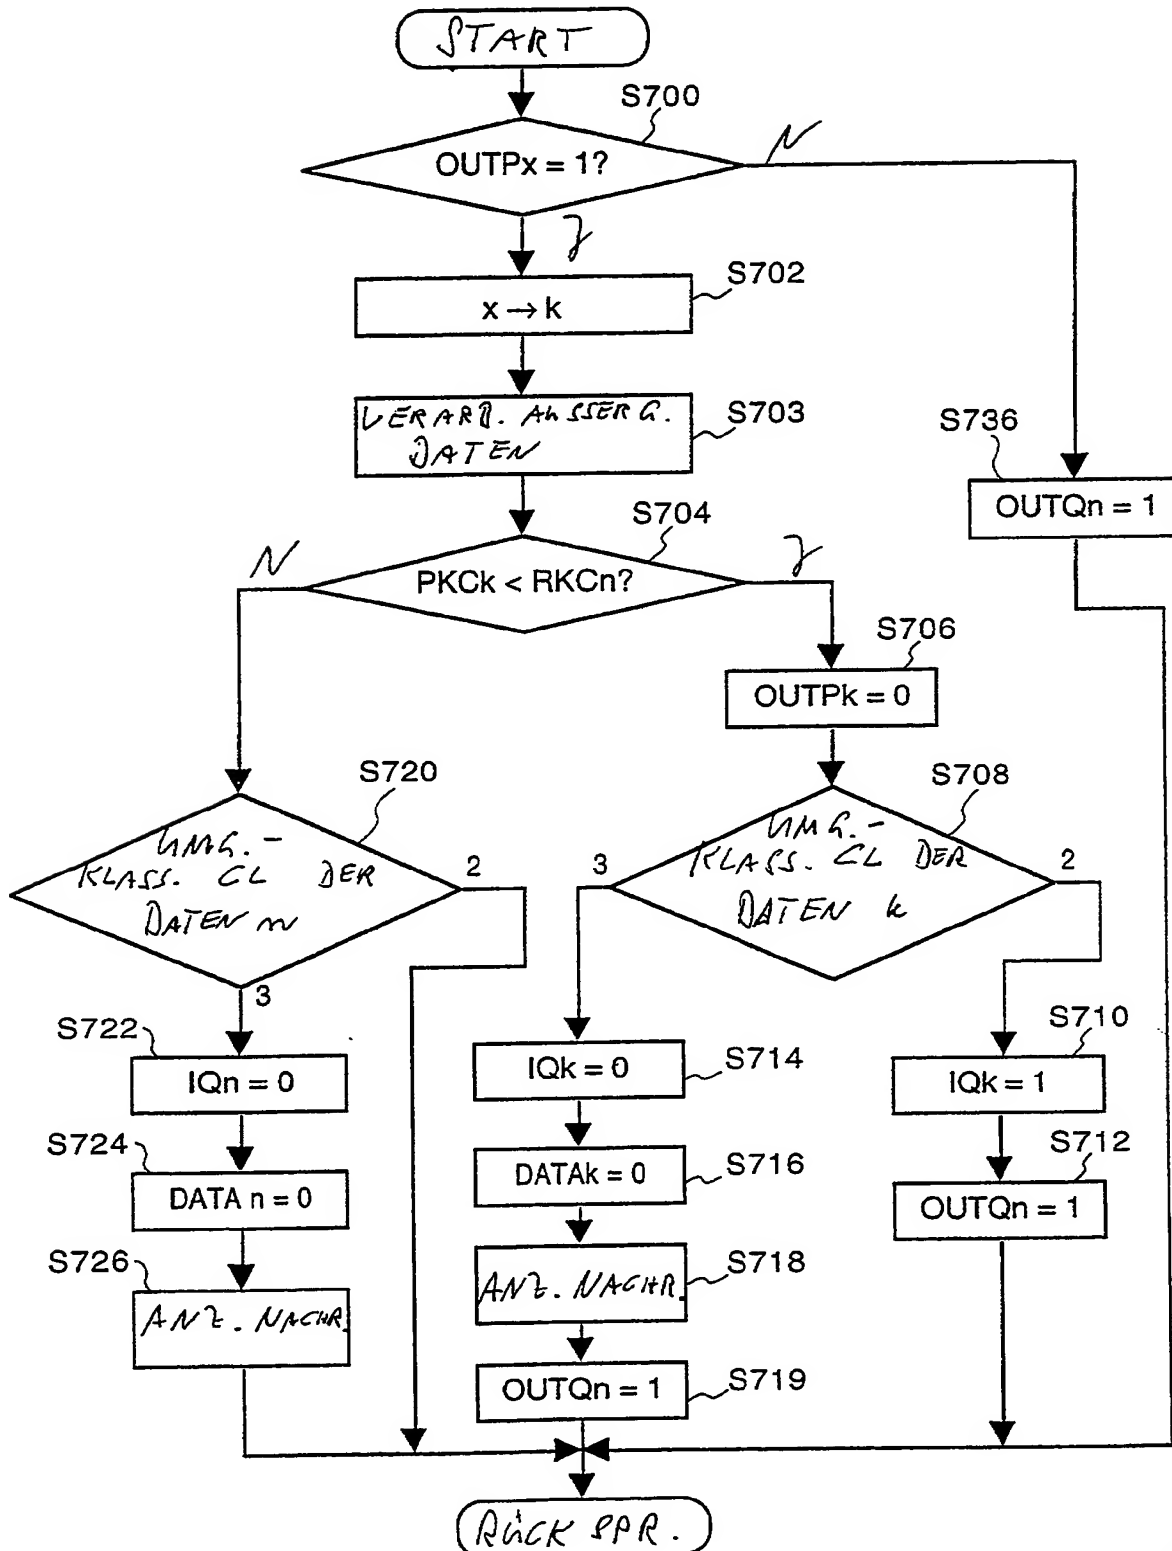 START
S700
OUTPx = 1?
N
J
S702
x → k
S703
VERARB. AUSSERG.
DATEN
S736
OUTQn = 1
S704
N
PKCk < RKCn?
J
S706
OUTPk = 0
S720
UMG.-
KLASS. CL DER
DATEN n
2
3
S708
UMG.-
KLASS. CL DER
DATEN k
3
2
S722
IQn = 0
S714
IQk = 0
S710
IQk = 1
S724
DATA n = 0
S716
DATAk = 0
S712
OUTQn = 1
S726
ANZ. NACHR.
S718
ANZ. NACHR.
OUTQn = 1
S719
RÜCKSPR.